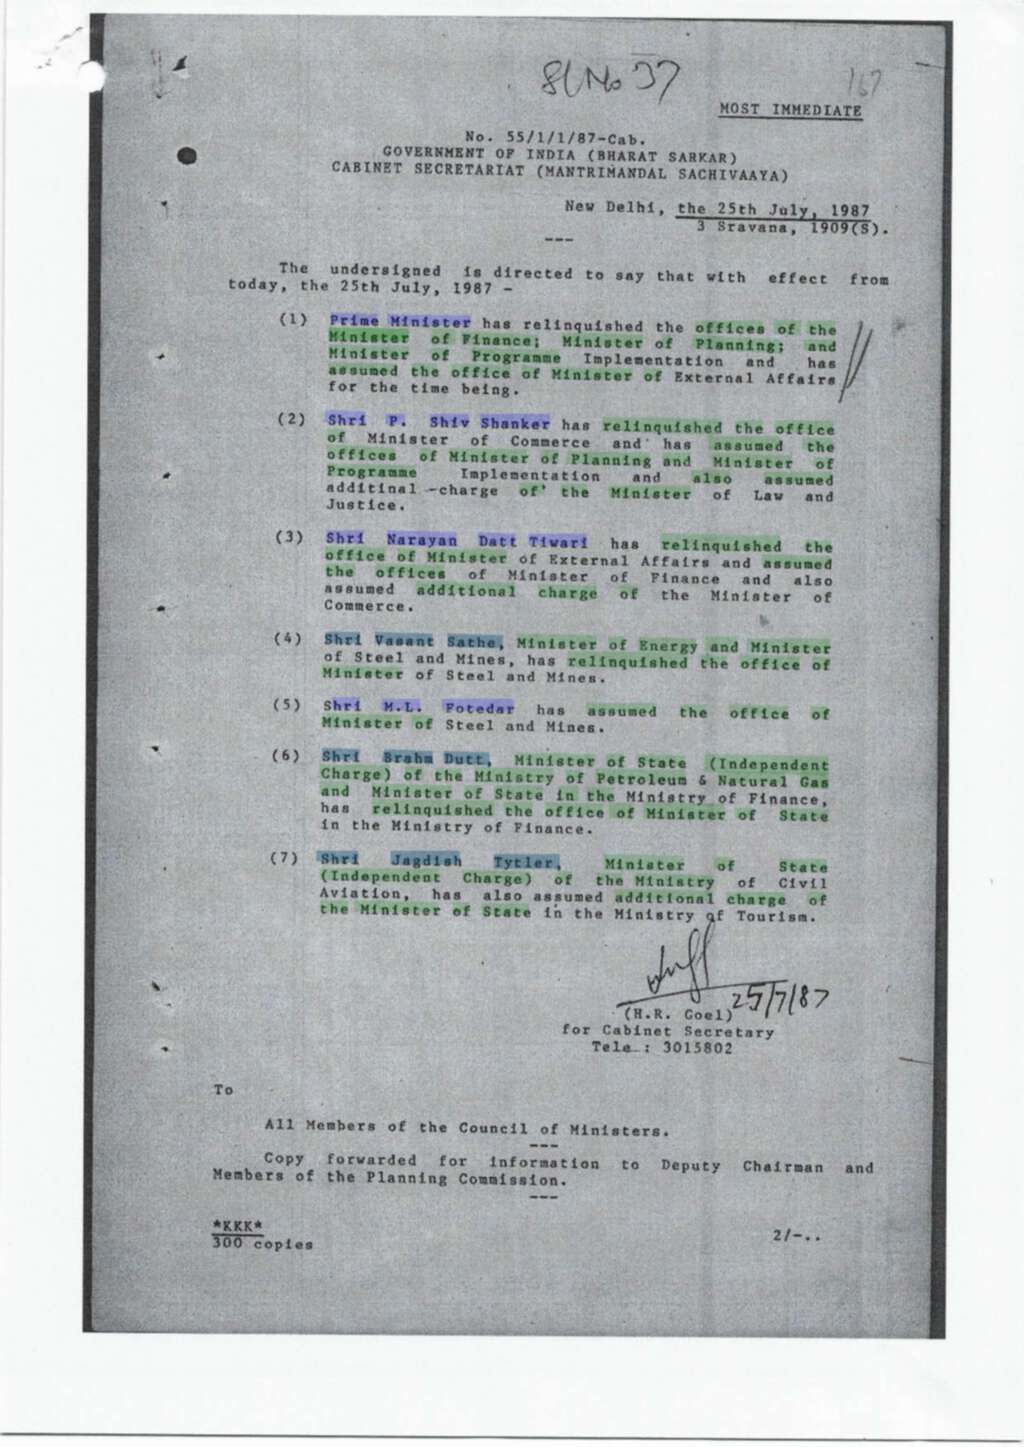 Sl No 37
167
MOST IMMEDIATE
No. 55/1/1/87-Cab.
GOVERNMENT OF INDIA (BHARAT SARKAR)
CABINET SECRETARIAT (MANTRIMANDAL SACHIVAAYA)
New Delhi, the 25th July, 1987
3 Sravana, 1909(S).
---
The undersigned is directed to say that with effect from
today, the 25th July, 1987 -
(1) Prime Minister has relinquished the offices of the
Minister of Finance; Minister of Planning; and
Minister of Programme Implementation and has
assumed the office of Minister of External Affairs
for the time being.
(2) Shri P. Shiv Shanker has relinquished the office
of Minister of Commerce and has assumed the
offices of Minister of Planning and Minister of
Programme Implementation and also assumed
additinal -charge of' the Minister of Law and
Justice.
(3) Shri Narayan Datt Tiwari has relinquished the
office of Minister of External Affairs and assumed
the offices of Minister of Finance and also
assumed additional charge of the Minister of
Commerce.
(4) Shri Vasant Sathe, Minister of Energy and Minister
of Steel and Mines, has relinquished the office of
Minister of Steel and Mines.
(5) Shri M.L. Fotedar has assumed the office of
Minister of Steel and Mines.
(6) Shri Brahm Dutt, Minister of State (Independent
Charge) of the Ministry of Petroleum & Natural Gas
and Minister of State in the Ministry of Finance,
has relinquished the office of Minister of State
in the Ministry of Finance.
(7) Shri Jagdish Tytler, Minister of State
(Independent Charge) of the Ministry of Civil
Aviation, has also assumed additional charge of
the Minister of State in the Ministry of Tourism.
25/7/87
(H.R. Goel)
for Cabinet Secretary
Tele.: 3015802
To
All Members of the Council of Ministers.
---
Copy forwarded for information to Deputy Chairman and
Members of the Planning Commission.
---
*KKK*
300 copies
2/-..